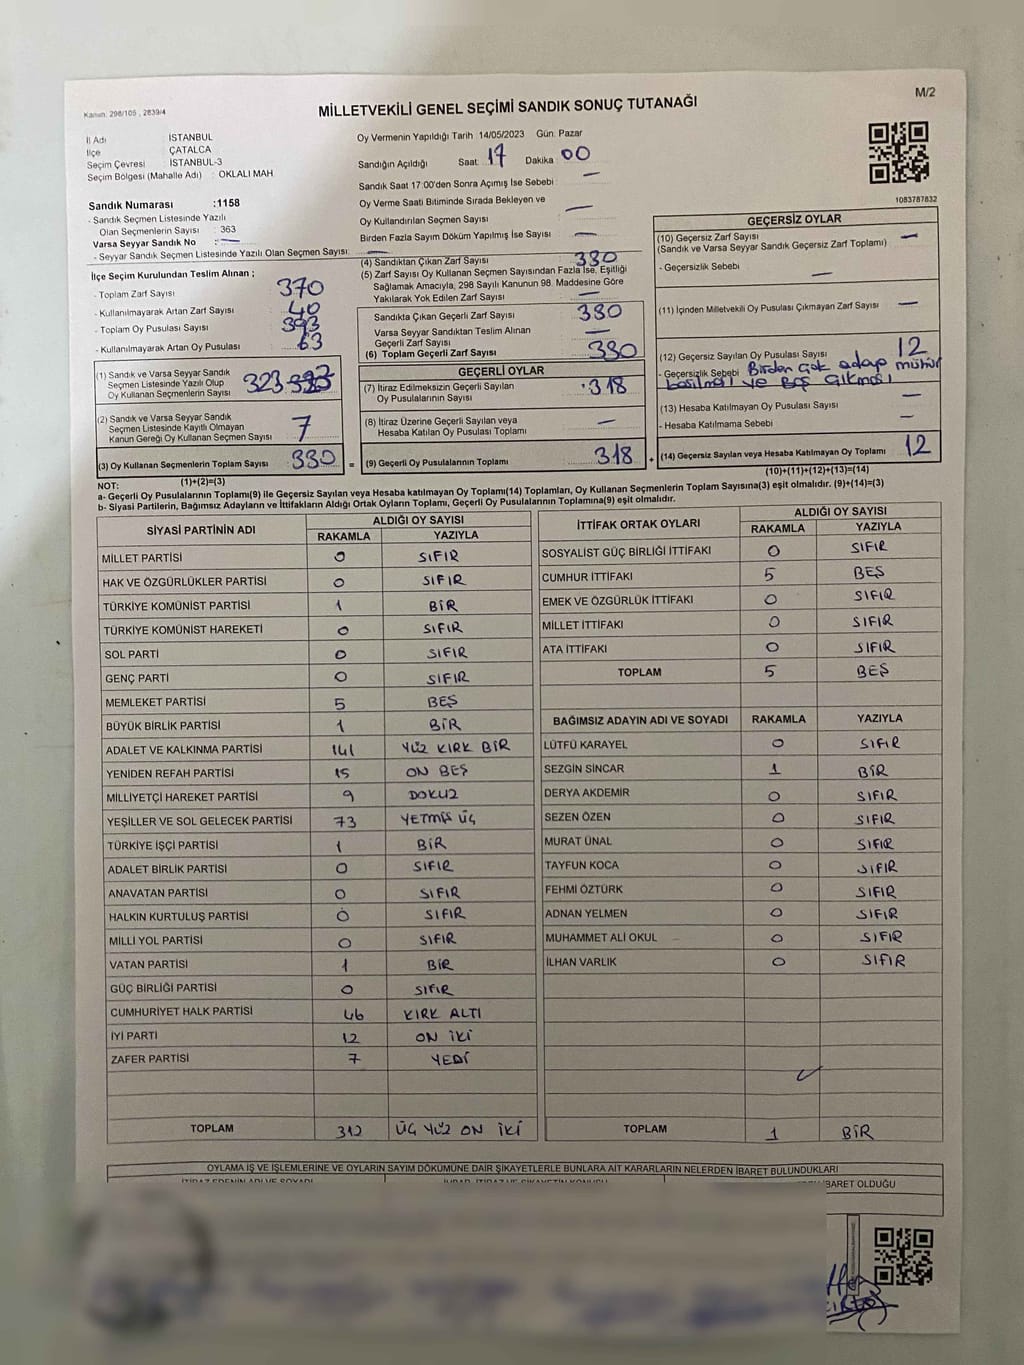 M/2
Kanun: 298/105 , 2839/4
MİLLETVEKİLİ GENEL SEÇİMİ SANDIK SONUÇ TUTANAĞI
İl Adı : İSTANBUL
İlçe : ÇATALCA
Seçim Çevresi : İSTANBUL-3
Seçim Bölgesi (Mahalle Adı) : OKLALI MAH.
Oy Vermenin Yapıldığı Tarih 14/05/2023 Gün. Pazar
Sandığın Açıldığı Saat 17 Dakika 00
Sandık Saat 17:00'den Sonra Açımış İse Sebebi : —
Oy Verme Saati Bitiminde Sırada Bekleyen ve
Oy Kullandırılan Seçmen Sayısı —
Birden Fazla Sayım Döküm Yapılmış İse Sayısı —
1083787832
Sandık Numarası :1158
- Sandık Seçmen Listesinde Yazılı
Olan Seçmenlerin Sayısı : 363
Varsa Seyyar Sandık No : —
- Seyyar Sandık Seçmen Listesinde Yazılı Olan Seçmen Sayısı: —
İlçe Seçim Kurulundan Teslim Alınan ;
- Toplam Zarf Sayısı 370
- Kullanılmayarak Artan Zarf Sayısı 40
- Toplam Oy Pusulası Sayısı 393
- Kullanılmayarak Artan Oy Pusulası 63
(1) Sandık ve Varsa Seyyar Sandık
Seçmen Listesinde Yazılı Olup
Oy Kullanan Seçmenlerin Sayısı 323
(2) Sandık ve Varsa Seyyar Sandık
Seçmen Listesinde Kayıtlı Olmayan
Kanun Gereği Oy Kullanan Seçmen Sayısı 7
(3) Oy Kullanan Seçmenlerin Toplam Sayısı 330
(1)+(2)=(3)
(4) Sandıktan Çıkan Zarf Sayısı 330
(5) Zarf Sayısı Oy Kullanan Seçmen Sayısından Fazla İse, Eşitliği
Sağlamak Amacıyla, 298 Sayılı Kanunun 98. Maddesine Göre
Yakılarak Yok Edilen Zarf Sayısı —
Sandıkta Çıkan Geçerli Zarf Sayısı 330
Varsa Seyyar Sandıktan Teslim Alınan
Geçerli Zarf Sayısı —
(6) Toplam Geçerli Zarf Sayısı 330
GEÇERLİ OYLAR
(7) İtiraz Edilmeksizin Geçerli Sayılan
Oy Pusulalarının Sayısı 318
(8) İtiraz Üzerine Geçerli Sayılan veya
Hesaba Katılan Oy Pusulası Toplamı —
= (9) Geçerli Oy Pusulalarının Toplamı 318 +
GEÇERSİZ OYLAR
(10) Geçersiz Zarf Sayısı —
(Sandık ve Varsa Seyyar Sandık Geçersiz Zarf Toplamı)
- Geçersizlik Sebebi —
(11) İçinden Milletvekili Oy Pusulası Çıkmayan Zarf Sayısı —
(12) Geçersiz Sayılan Oy Pusulası Sayısı 12
- Geçersizlik Sebebi Birden çok adaya mühür
basılması ve Boş Çıkması
(13) Hesaba Katılmayan Oy Pusulası Sayısı —
- Hesaba Katılmama Sebebi —
(14) Geçersiz Sayılan veya Hesaba Katılmayan Oy Toplamı 12
(10)+(11)+(12)+(13)=(14)
NOT:
a- Geçerli Oy Pusulalarının Toplamı(9) ile Geçersiz Sayılan veya Hesaba katılmayan Oy Toplamı(14) Toplamları, Oy Kullanan Seçmenlerin Toplam Sayısına(3) eşit olmalıdır. (9)+(14)=(3)
b- Siyasi Partilerin, Bağımsız Adayların ve İttifakların Aldığı Ortak Oyların Toplamı, Geçerli Oy Pusulalarının Toplamına(9) eşit olmalıdır.
SİYASİ PARTİNİN ADI ALDIĞI OY SAYISI
RAKAMLA YAZIYLA
MİLLET PARTİSİ 0 SIFIR
HAK VE ÖZGÜRLÜKLER PARTİSİ 0 SIFIR
TÜRKİYE KOMÜNİST PARTİSİ 1 BİR
TÜRKİYE KOMÜNİST HAREKETİ 0 SIFIR
SOL PARTİ 0 SIFIR
GENÇ PARTİ 0 SIFIR
MEMLEKET PARTİSİ 5 BEŞ
BÜYÜK BİRLİK PARTİSİ 1 BİR
ADALET VE KALKINMA PARTİSİ 141 YÜZ KIRK BİR
YENİDEN REFAH PARTİSİ 15 ON BEŞ
MİLLİYETÇİ HAREKET PARTİSİ 9 DOKUZ
YEŞİLLER VE SOL GELECEK PARTİSİ 73 YETMİŞ ÜÇ
TÜRKİYE İŞÇİ PARTİSİ 1 BİR
ADALET BİRLİK PARTİSİ 0 SIFIR
ANAVATAN PARTİSİ 0 SIFIR
HALKIN KURTULUŞ PARTİSİ 0 SIFIR
MİLLİ YOL PARTİSİ 0 SIFIR
VATAN PARTİSİ 1 BİR
GÜÇ BİRLİĞİ PARTİSİ 0 SIFIR
CUMHURİYET HALK PARTİSİ 46 KIRK ALTI
İYİ PARTİ 12 ON İKİ
ZAFER PARTİSİ 7 YEDİ
TOPLAM 312 ÜÇ YÜZ ON İKİ
İTTİFAK ORTAK OYLARI ALDIĞI OY SAYISI
RAKAMLA YAZIYLA
SOSYALİST GÜÇ BİRLİĞİ İTTİFAKI 0 SIFIR
CUMHUR İTTİFAKI 5 BEŞ
EMEK VE ÖZGÜRLÜK İTTİFAKI 0 SIFIR
MİLLET İTTİFAKI 0 SIFIR
ATA İTTİFAKI 0 SIFIR
TOPLAM 5 BEŞ
BAĞIMSIZ ADAYIN ADI VE SOYADI RAKAMLA YAZIYLA
LÜTFÜ KARAYEL 0 SIFIR
SEZGİN SİNCAR 1 BİR
DERYA AKDEMİR 0 SIFIR
SEZEN ÖZEN 0 SIFIR
MURAT ÜNAL 0 SIFIR
TAYFUN KOCA 0 SIFIR
FEHMİ ÖZTÜRK 0 SIFIR
ADNAN YELMEN 0 SIFIR
MUHAMMET ALİ OKUL 0 SIFIR
İLHAN VARLIK 0 SIFIR
TOPLAM 1 BİR
OYLAMA İŞ VE İŞLEMLERİNE VE OYLARIN SAYIM DÖKÜMÜNE DAİR ŞİKAYETLERLE BUNLARA AİT KARARLARIN NELERDEN İBARET BULUNDUKLARI
İTİRAZ EDENİN ADI VE SOYADI
İBARET OLDUĞU